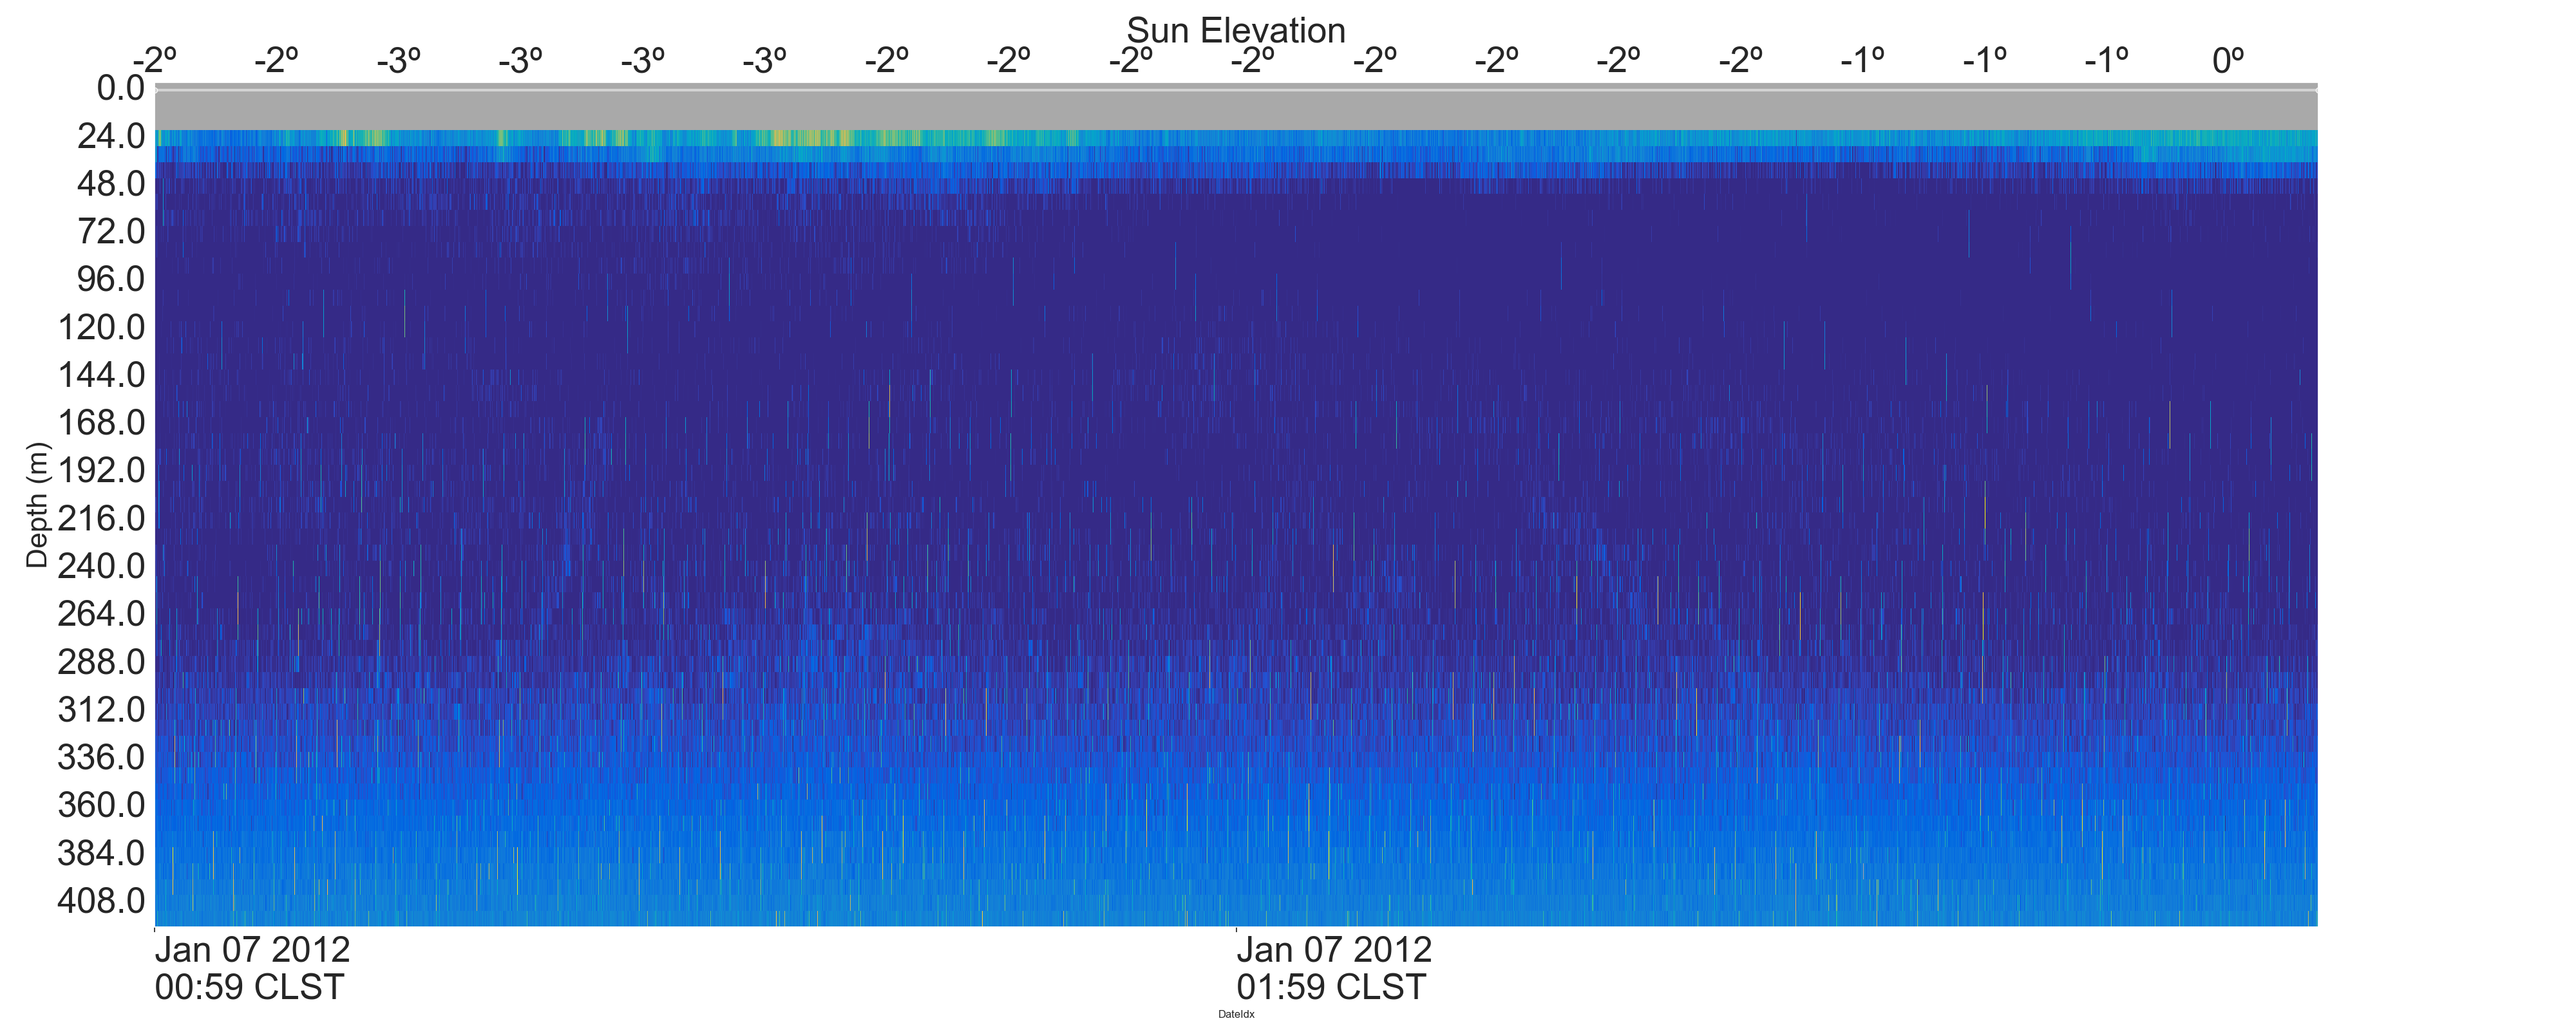 Sun Elevation
-2º -2º -3º -3º -3º -3º -2º -2º -2º -2º -2º -2º -2º -2º -1º -1º -1º 0º
0.0
24.0
48.0
72.0
96.0
120.0
144.0
168.0
192.0
216.0
240.0
264.0
288.0
312.0
336.0
360.0
384.0
408.0
Depth (m)
Jan 07 2012
00:59 CLST
Jan 07 2012
01:59 CLST
DateIdx